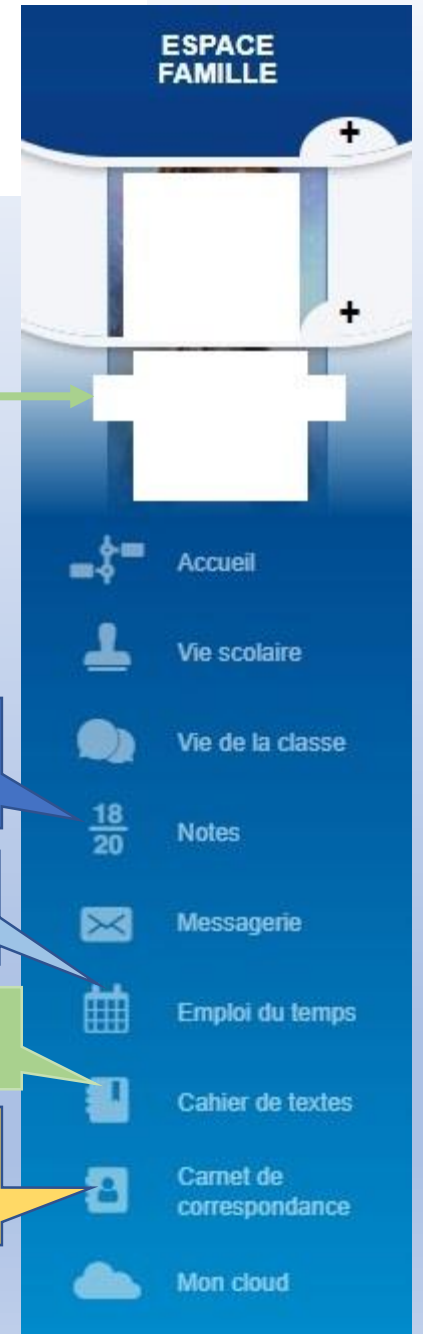 ESPACE
FAMILLE
+
+
Accueil
Vie scolaire
Vie de la classe
18
20
Notes
Messagerie
Emploi du temps
Cahier de textes
Carnet de
correspondance
Mon cloud